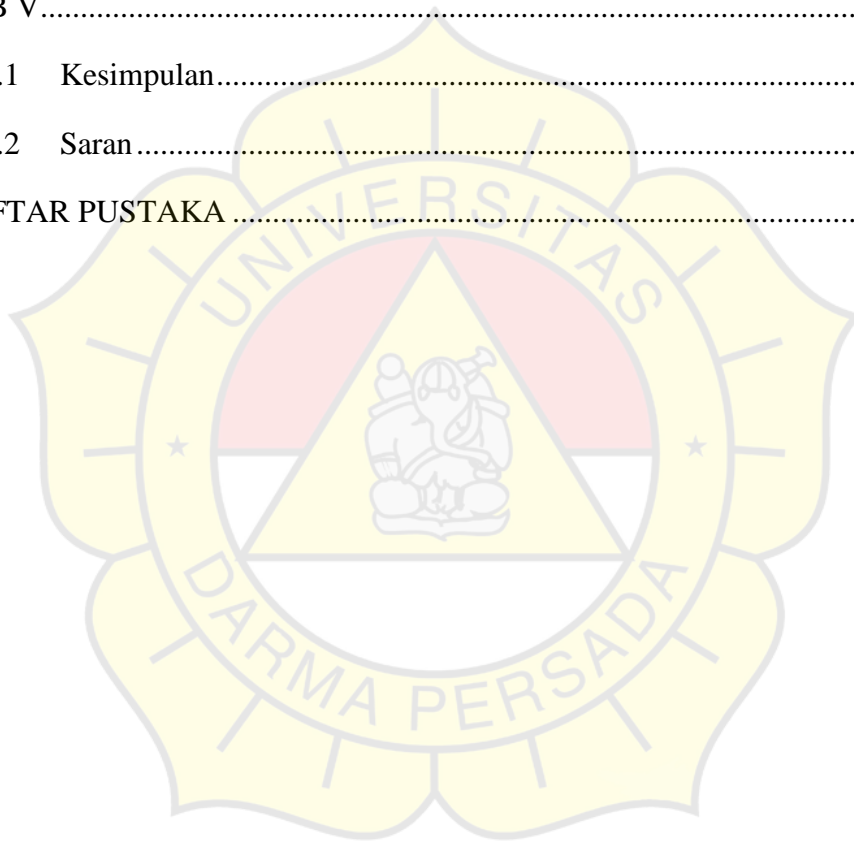 B V
.1 Kesimpulan
.2 Saran
FTAR PUSTAKA
UNIVERSITAS
DARMA PERSADA